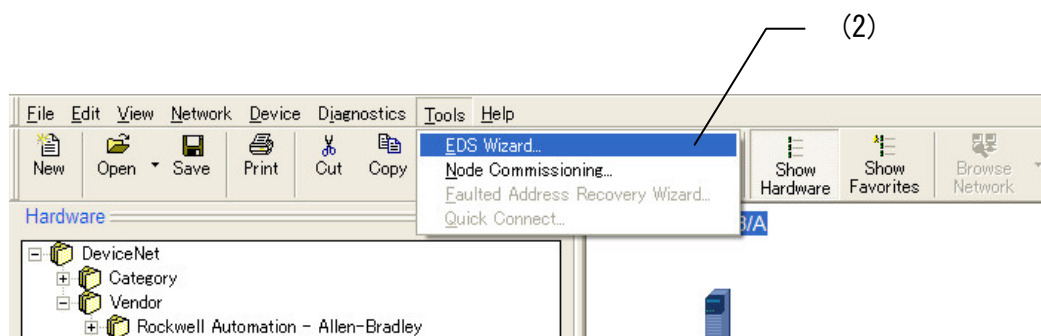 (2)
File Edit View Network Device Diagnostics Tools Help
New Open Save Print Cut Copy
EDS Wizard...
Node Commissioning...
Faulted Address Recovery Wizard...
Quick Connect...
Show Hardware
Show Favorites
Browse Network
Hardware
/A
DeviceNet
Category
Vendor
Rockwell Automation - Allen-Bradley